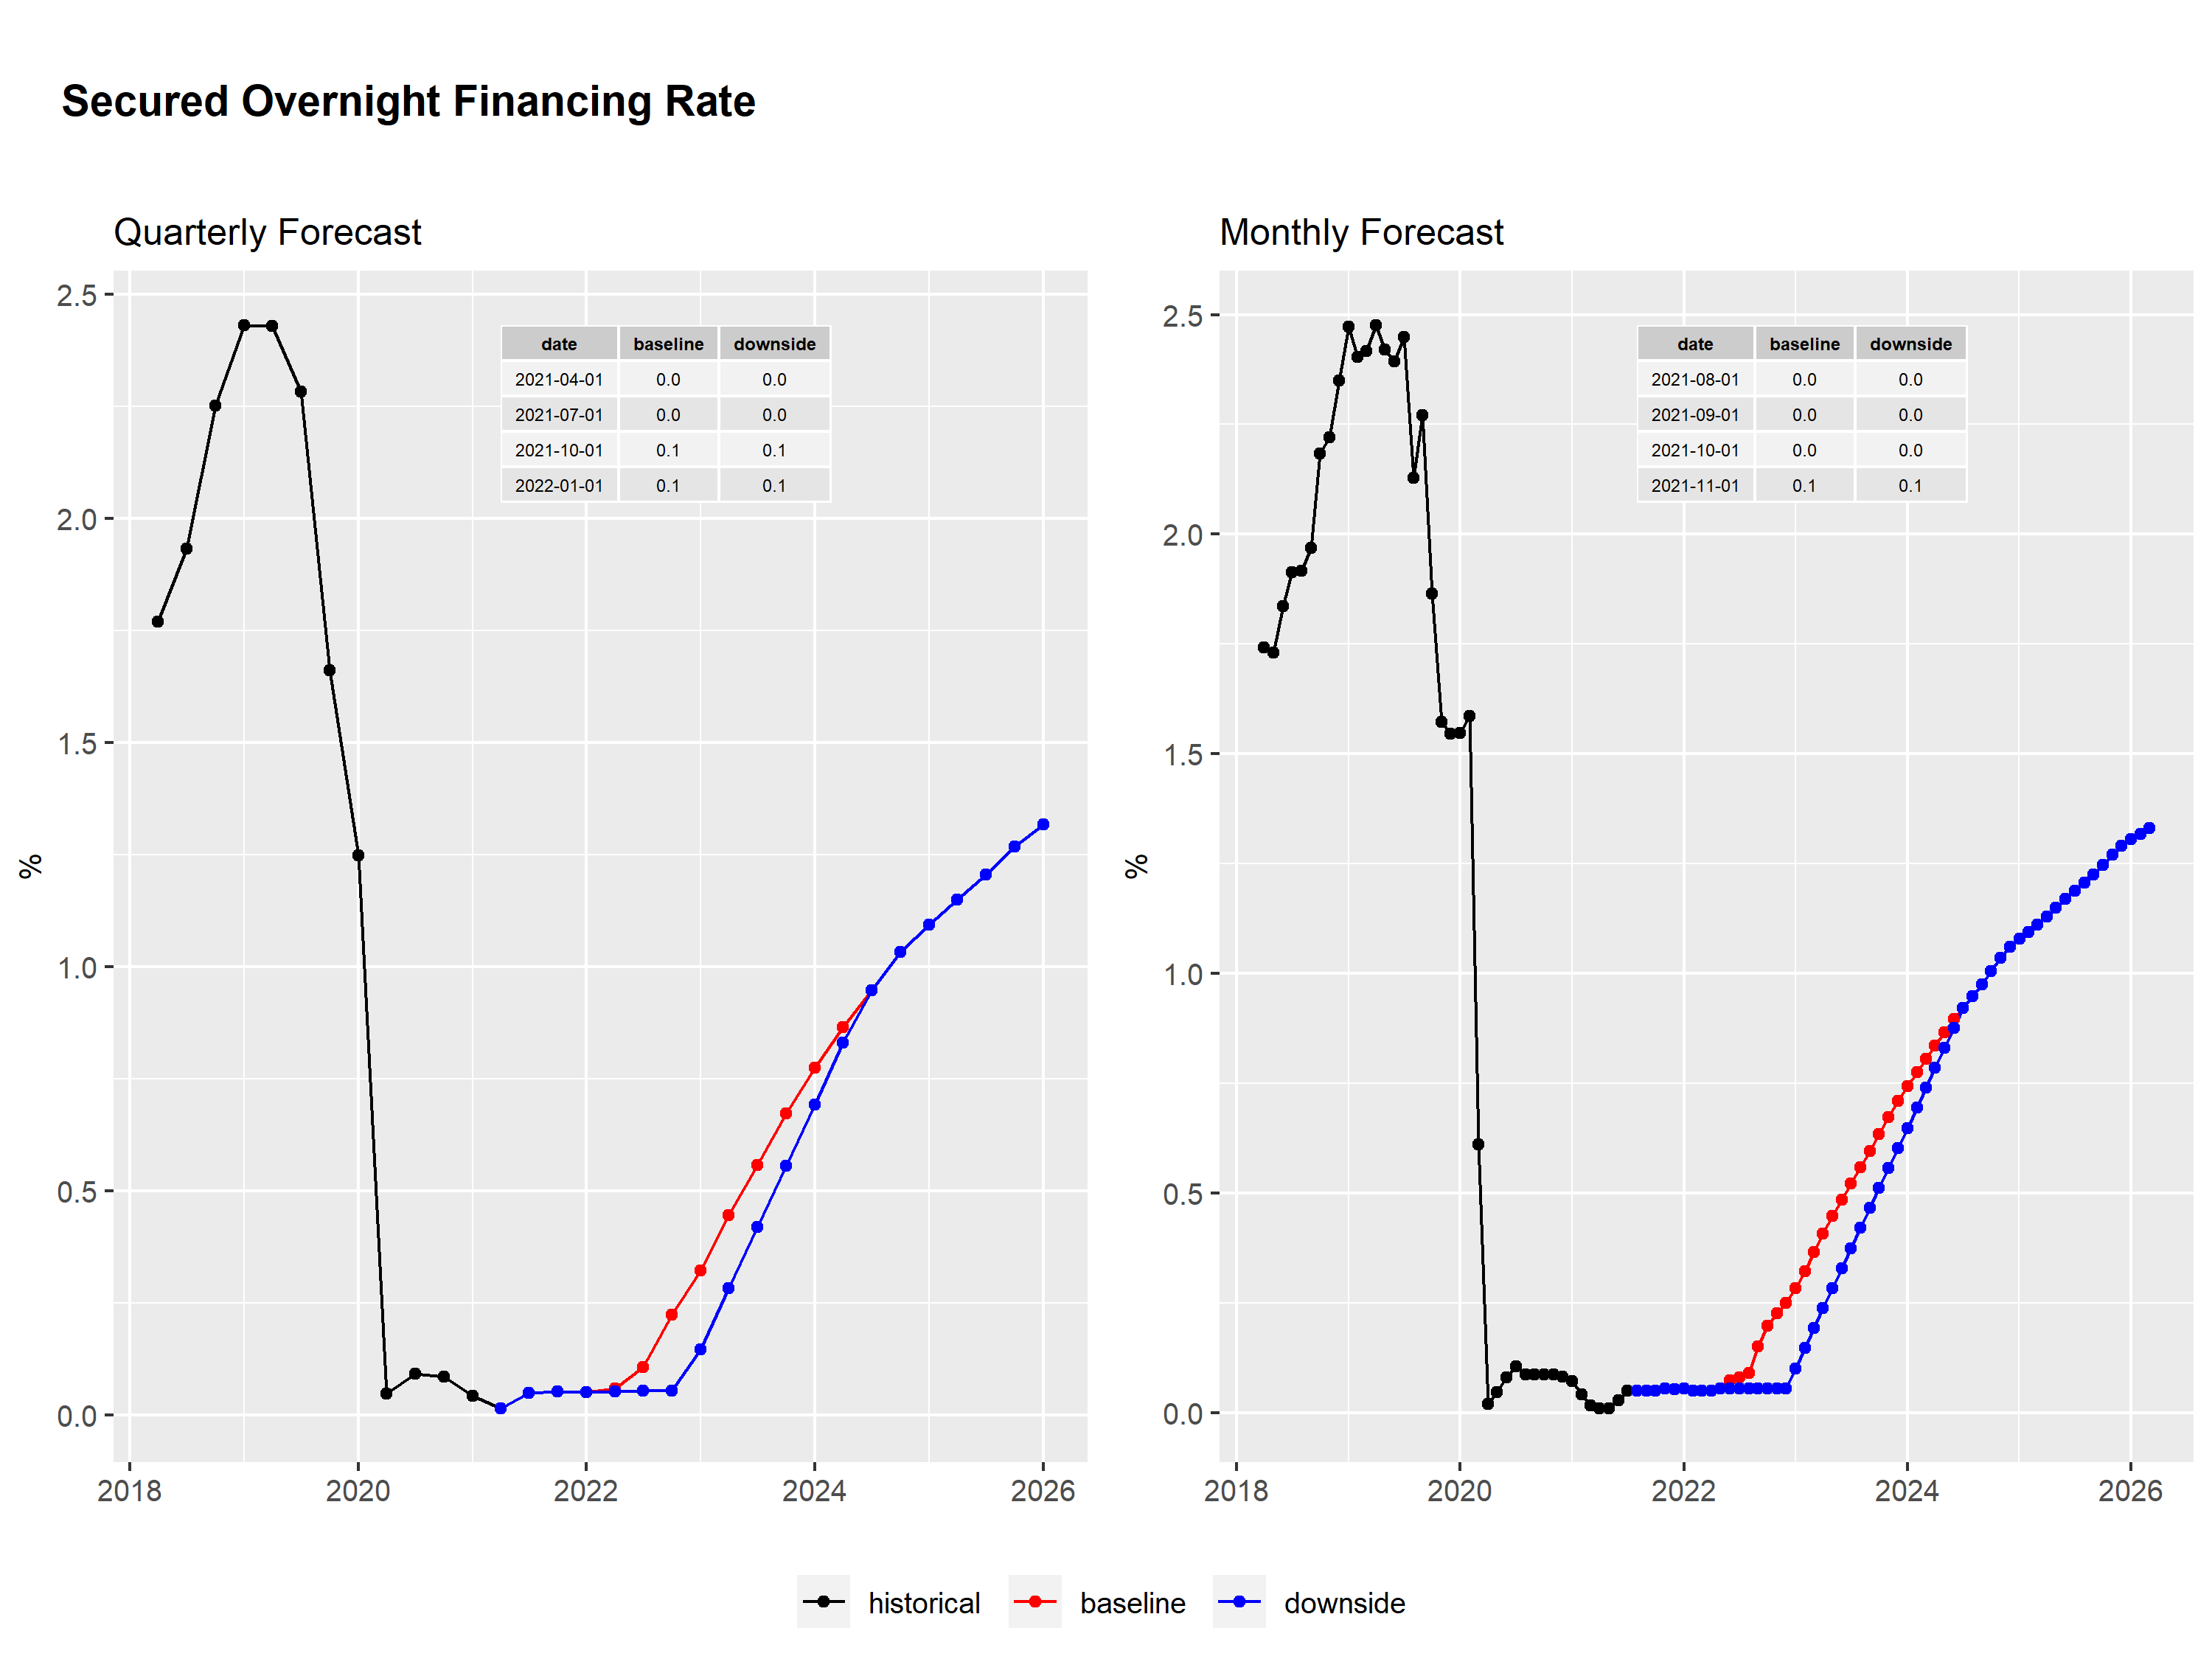 Secured Overnight Financing Rate
Quarterly Forecast
2.5
2.0
1.5
1.0
0.5
0.0
%
2018 2020 2022 2024 2026
date baseline downside
2021-04-01 0.0 0.0
2021-07-01 0.0 0.0
2021-10-01 0.1 0.1
2022-01-01 0.1 0.1
Monthly Forecast
2.5
2.0
1.5
1.0
0.5
0.0
%
2018 2020 2022 2024 2026
date baseline downside
2021-08-01 0.0 0.0
2021-09-01 0.0 0.0
2021-10-01 0.0 0.0
2021-11-01 0.1 0.1
historical baseline downside